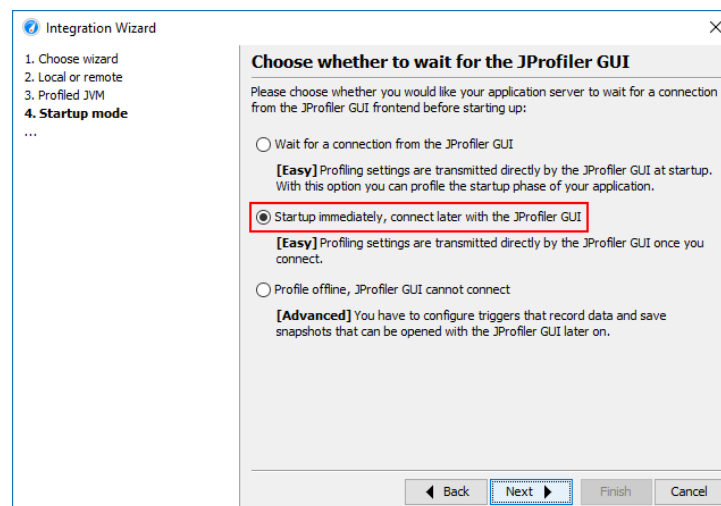 Integration Wizard
1. Choose wizard
2. Local or remote
3. Profiled JVM
4. Startup mode
...
Choose whether to wait for the JProfiler GUI
Please choose whether you would like your application server to wait for a connection
from the JProfiler GUI frontend before starting up:
Wait for a connection from the JProfiler GUI
[Easy] Profiling settings are transmitted directly by the JProfiler GUI at startup.
With this option you can profile the startup phase of your application.
Startup immediately, connect later with the JProfiler GUI
[Easy] Profiling settings are transmitted directly by the JProfiler GUI once you
connect.
Profile offline, JProfiler GUI cannot connect
[Advanced] You have to configure triggers that record data and save
snapshots that can be opened with the JProfiler GUI later on.
Back Next Finish Cancel